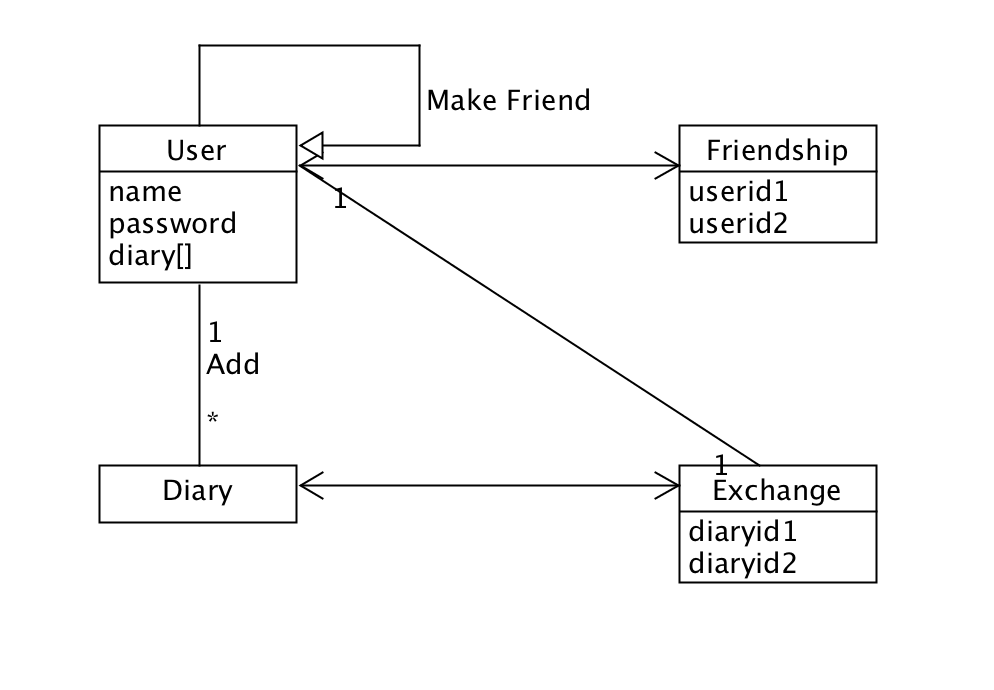 Make Friend
User
name
password
diary[]
Friendship
userid1
userid2
1
1
Add
*
Diary
1
Exchange
diaryid1
diaryid2